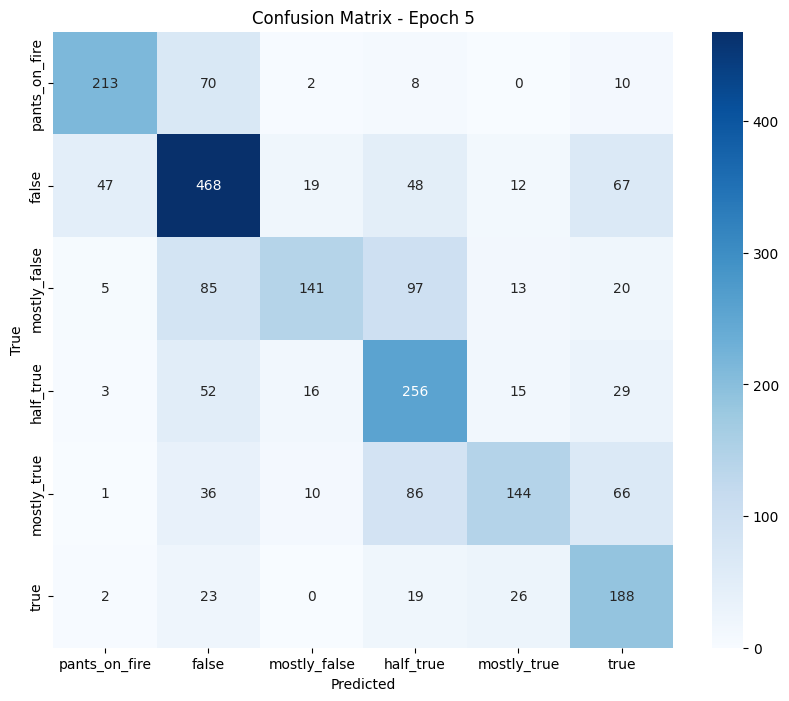 Confusion Matrix - Epoch 5
pants_on_fire 213 70 2 8 0 10
false 47 468 19 48 12 67
mostly_false 5 85 141 97 13 20
half_true 3 52 16 256 15 29
mostly_true 1 36 10 86 144 66
true 2 23 0 19 26 188
True
pants_on_fire false mostly_false half_true mostly_true true
Predicted
400
300
200
100
0